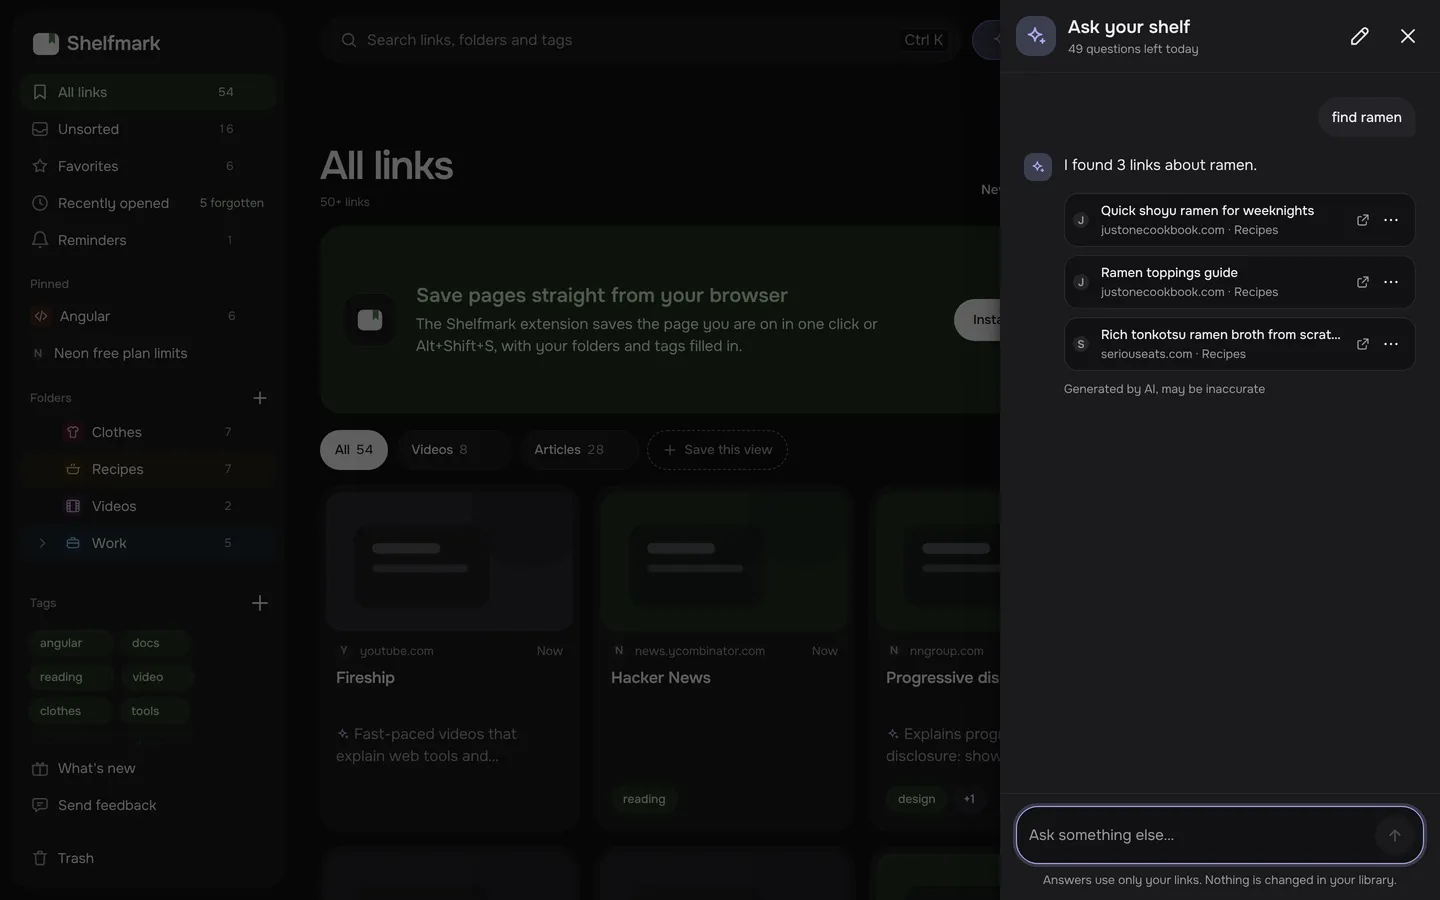 Shelfmark
All links 54
Unsorted 16
Favorites 6
Recently opened 5 forgotten
Reminders 1
Pinned
Angular 6
N Neon free plan limits
Folders
Clothes 7
Recipes 7
Videos 2
Work 5
Tags
angular docs
reading video
clothes tools
What's new
Send feedback
Trash
Search links, folders and tags Ctrl K
All links
50+ links
Save pages straight from your browser
The Shelfmark extension saves the page you are on in one click or
Alt+Shift+S, with your folders and tags filled in.
All 54 Videos 8 Articles 28 Save this view
Y youtube.com Now
Fireship
Fast-paced videos that
explain web tools and...
N news.ycombinator.com Now
Hacker News
reading
N nngroup.com
Progressive dis
Explains progr
disclosure: show
design +1
Ask your shelf
49 questions left today
find ramen
I found 3 links about ramen.
J Quick shoyu ramen for weeknights
justonecookbook.com · Recipes
J Ramen toppings guide
justonecookbook.com · Recipes
S Rich tonkotsu ramen broth from scrat...
seriouseats.com · Recipes
Generated by AI, may be inaccurate
Ask something else...
Answers use only your links. Nothing is changed in your library.